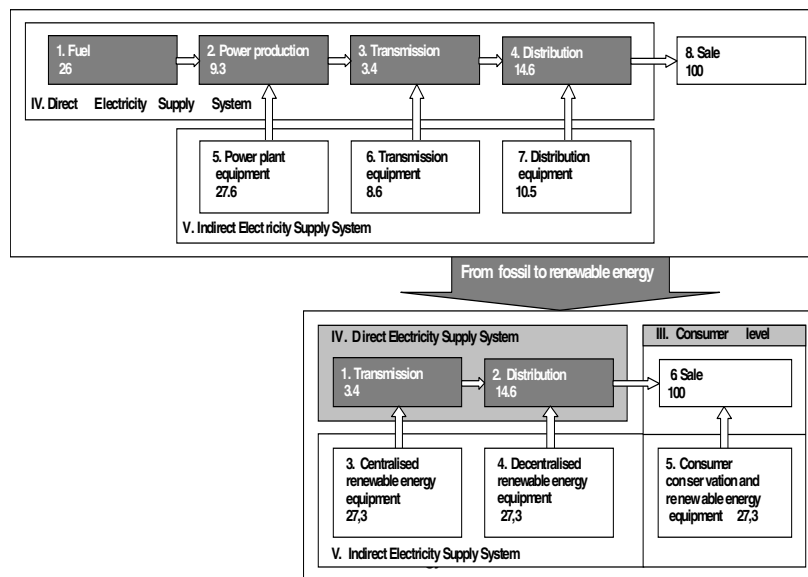 1. Fuel
26
2. Power production
9.3
3. Transmission
3.4
4. Distribution
14.6
8. Sale
100
IV. Direct Electricity Supply System
5. Power plant
equipment
27.6
6. Transmission
equipment
8.6
7. Distribution
equipment
10.5
V. Indirect Electricity Supply System
From fossil to renewable energy
IV. Direct Electricity Supply System
III. Consumer level
1. Transmission
3.4
2. Distribution
14.6
6 Sale
100
3. Centralised
renewable energy
equipment
27,3
4. Decentralised
renewable energy
equipment
27,3
5. Consumer
conservation and
renewable energy
equipment 27,3
V. Indirect Electricity Supply System